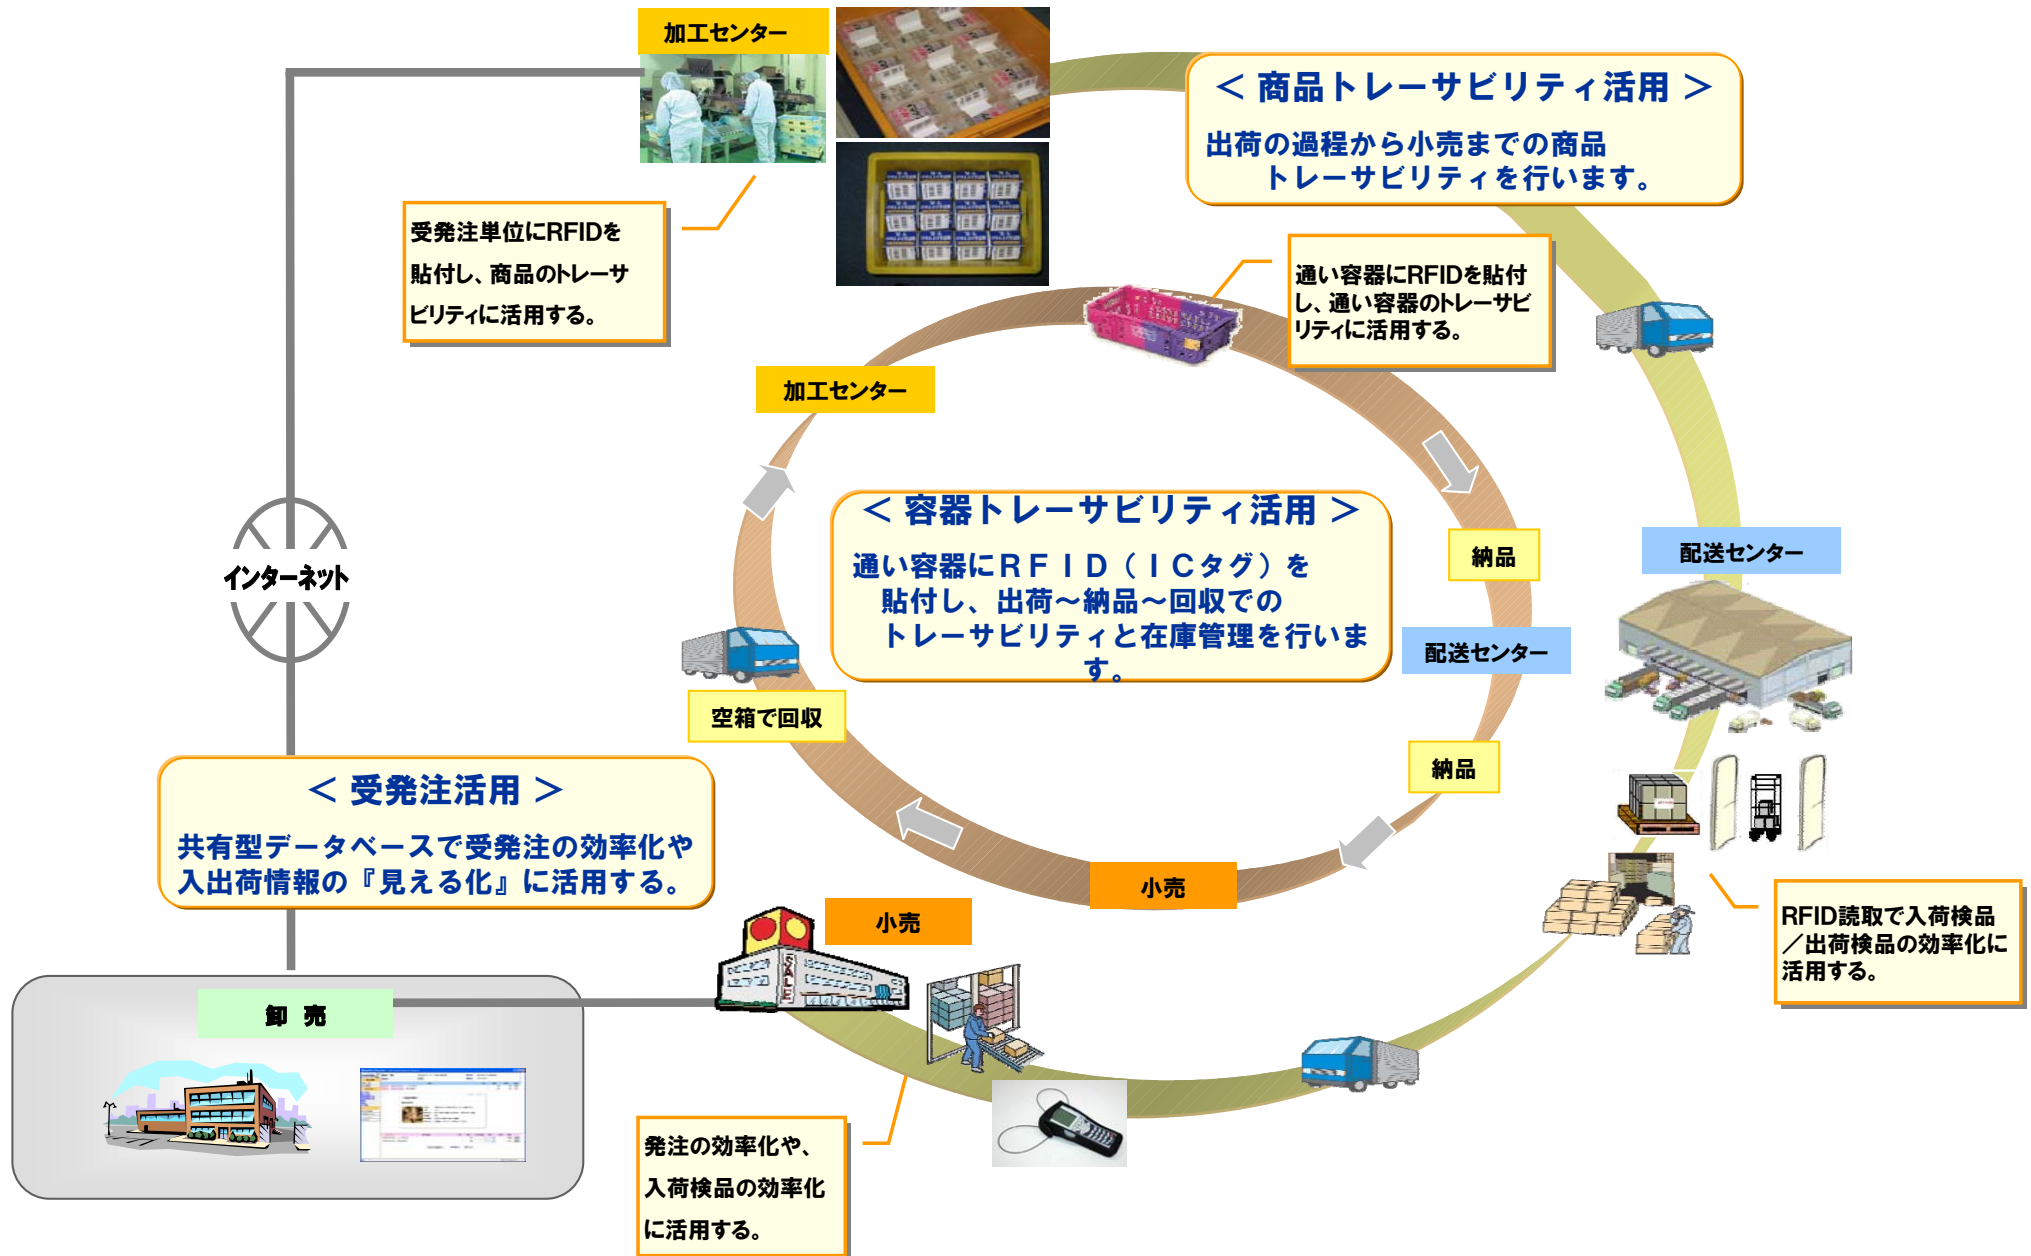 加工センター
＜ 商品トレーサビリティ活用 ＞
出荷の過程から小売までの商品
トレーサビリティを行います。
受発注単位にRFIDを
貼付し、商品のトレーサ
ビリティに活用する。
通い容器にRFIDを貼付
し、通い容器のトレーサビ
リティに活用する。
加工センター
＜ 容器トレーサビリティ活用 ＞
通い容器にＲＦＩＤ（ＩＣタグ）を
貼付し、出荷～納品～回収での
トレーサビリティと在庫管理を行いま
す。
納品
配送センター
インターネット
配送センター
空箱で回収
納品
＜ 受発注活用 ＞
共有型データベースで受発注の効率化や
入出荷情報の『見える化』に活用する。
小売
小売
SALE
RFID読取で入荷検品
／出荷検品の効率化に
活用する。
卸 売
発注の効率化や、
入荷検品の効率化
に活用する。